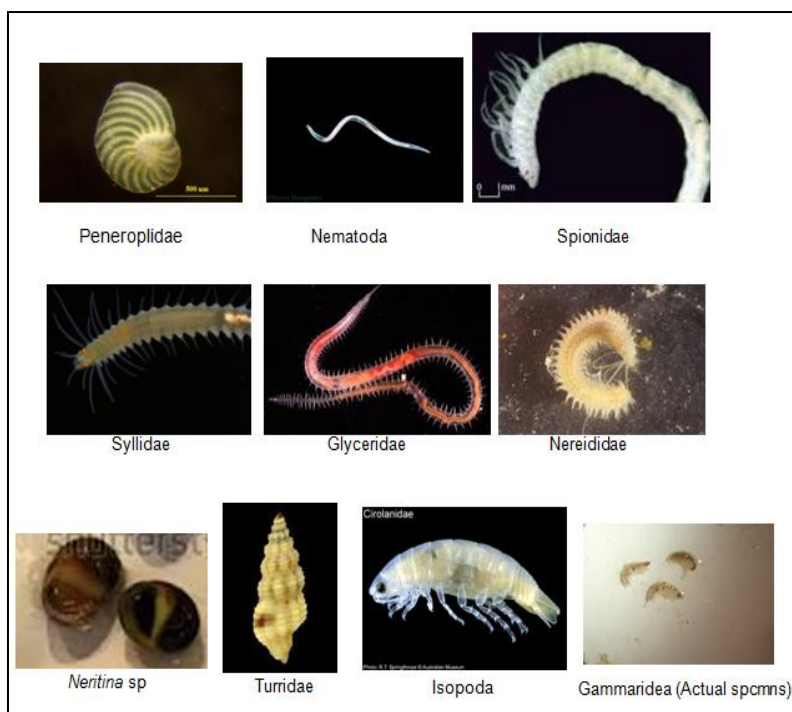 500 um
Peneroplidae
Nematoda
0 mm
Spionidae
Syllidae
Glyceridae
Nereididae
Neritina sp
Turridae
Cirolanidae
Photo: R.T. Springthorpe © Australian Museum
Isopoda
Gammaridea (Actual spcmns)